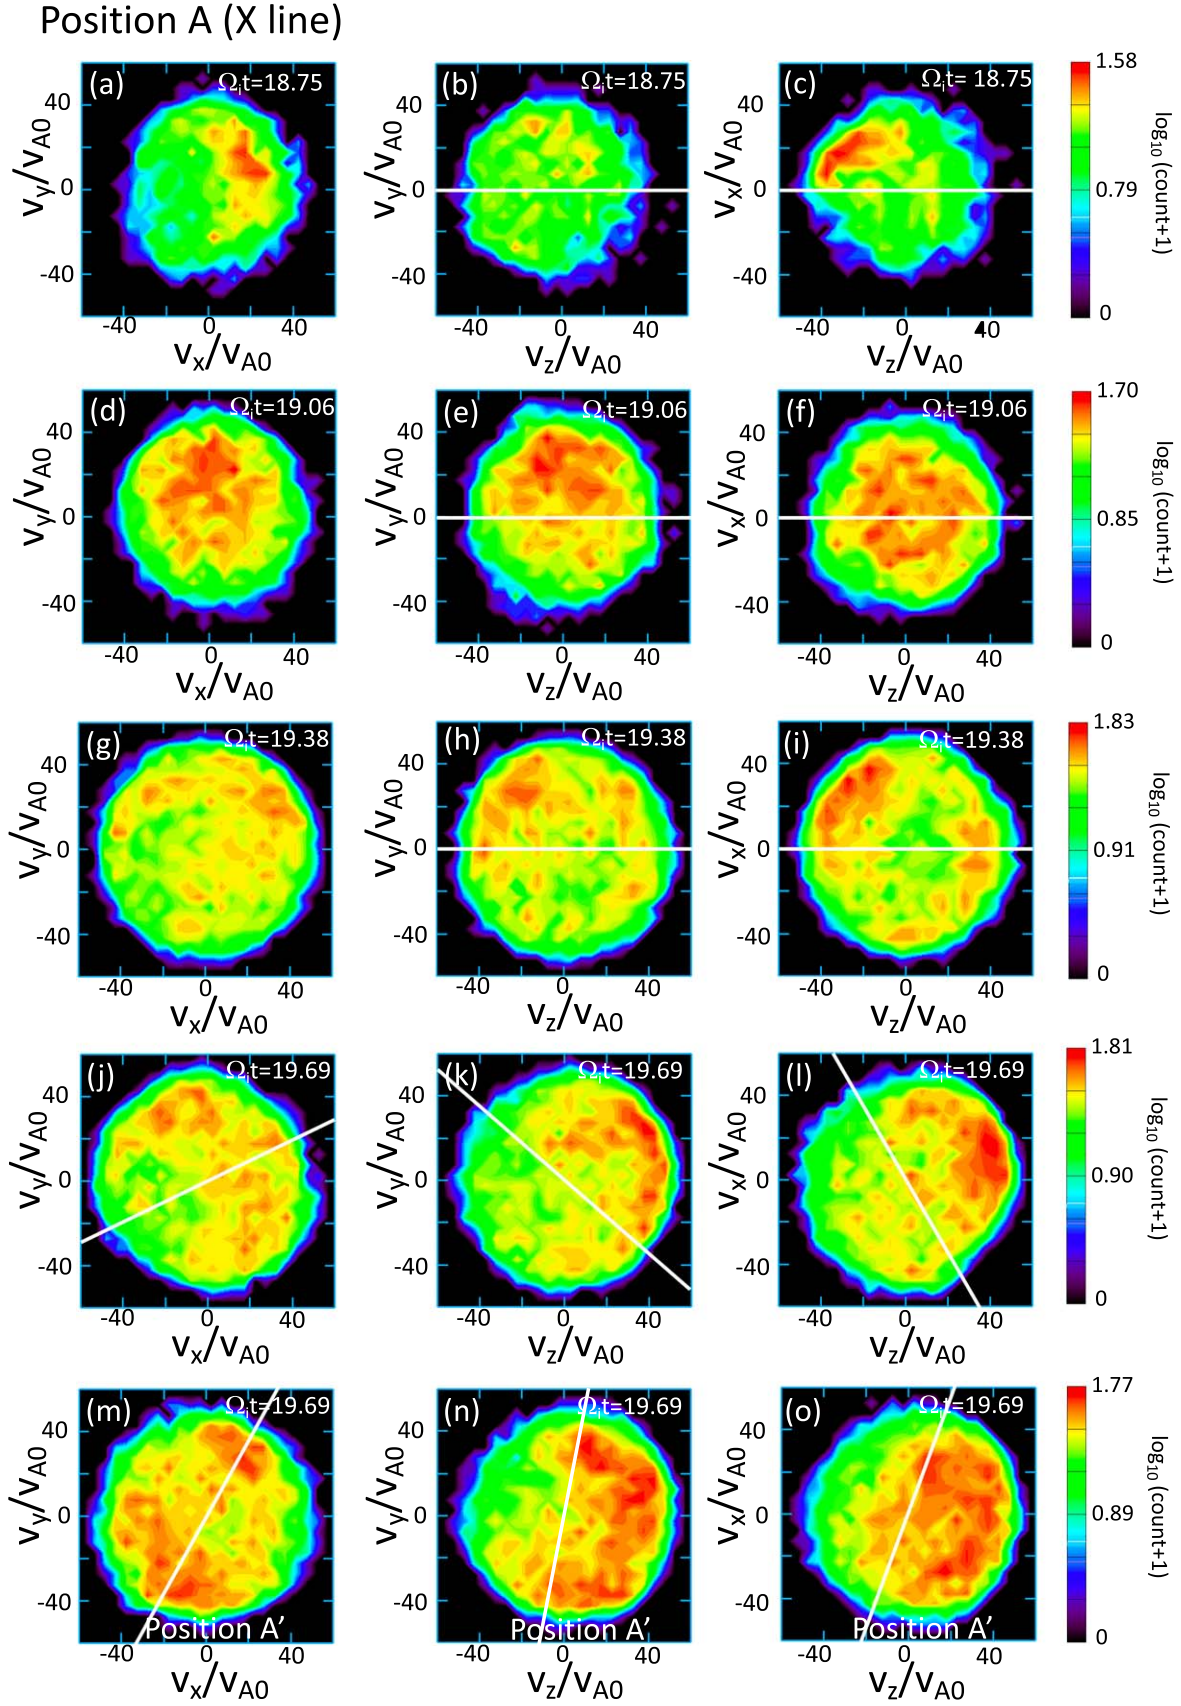 Position A (X line)
(a) Ωᵢt=18.75
(b) Ωᵢt=18.75
(c) Ωᵢt= 18.75
40
0
-40
vy/vA0
-40 0 40
vx/vA0
40
0
-40
vy/vA0
-40 0 40
vz/vA0
40
0
-40
vx/vA0
-40 0 40
vz/vA0
1.58
0.79
0
log10 (count+1)
(d) Ωᵢt=19.06
(e) Ωᵢt=19.06
(f) Ωᵢt=19.06
40
0
-40
vy/vA0
-40 0 40
vx/vA0
40
0
-40
vy/vA0
-40 0 40
vz/vA0
40
0
-40
vx/vA0
-40 0 40
vz/vA0
1.70
0.85
0
log10 (count+1)
(g) Ωᵢt=19.38
(h) Ωᵢt=19.38
(i) Ωᵢt=19.38
40
0
-40
vy/vA0
-40 0 40
vx/vA0
40
0
-40
vy/vA0
-40 0 40
vz/vA0
40
0
-40
vx/vA0
-40 0 40
vz/vA0
1.83
0.91
0
log10 (count+1)
(j) Ωᵢt=19.69
(k) Ωᵢt=19.69
(l) Ωᵢt=19.69
40
0
-40
vy/vA0
-40 0 40
vx/vA0
40
0
-40
vy/vA0
-40 0 40
vz/vA0
40
0
-40
vx/vA0
-40 0 40
vz/vA0
1.81
0.90
0
log10 (count+1)
(m) Ωᵢt=19.69
(n) Ωᵢt=19.69
(o) Ωᵢt=19.69
40
0
-40
vy/vA0
Position A’
-40 0 40
vx/vA0
40
0
-40
vy/vA0
Position A’
-40 0 40
vz/vA0
40
0
-40
vx/vA0
Position A’
-40 0 40
vz/vA0
1.77
0.89
0
log10 (count+1)